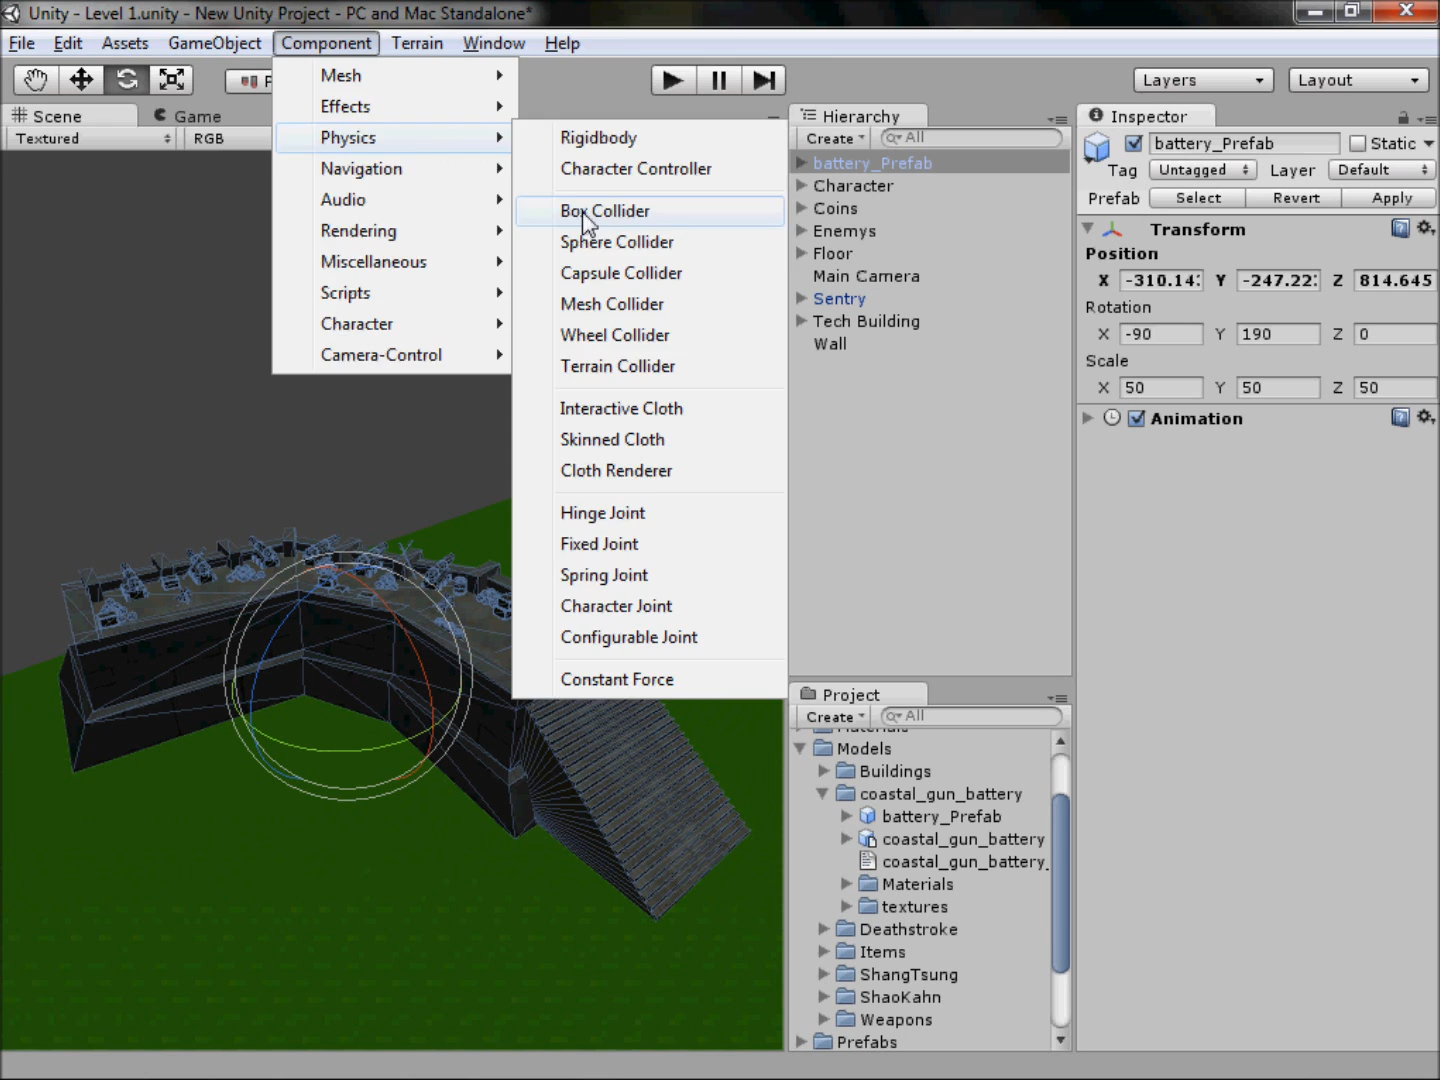 Unity - Level 1.unity - New Unity Project - PC and Mac Standalone*
File Edit Assets GameObject Component Terrain Window Help
Layers Layout
Scene Game
Textured RGB
Mesh
Effects
Physics
Navigation
Audio
Rendering
Miscellaneous
Scripts
Character
Camera-Control
Rigidbody
Character Controller
Box Collider
Sphere Collider
Capsule Collider
Mesh Collider
Wheel Collider
Terrain Collider
Interactive Cloth
Skinned Cloth
Cloth Renderer
Hinge Joint
Fixed Joint
Spring Joint
Character Joint
Configurable Joint
Constant Force
Hierarchy
Create All
battery_Prefab
Character
Coins
Enemys
Floor
Main Camera
Sentry
Tech Building
Wall
Project
Create All
Models
Buildings
coastal_gun_battery
battery_Prefab
coastal_gun_battery
coastal_gun_battery_
Materials
textures
Deathstroke
Items
ShangTsung
ShaoKahn
Weapons
Prefabs
Inspector
battery_Prefab Static
Tag Untagged Layer Default
Prefab Select Revert Apply
Transform
Position
X -310.14 Y -247.22 Z 814.645
Rotation
X -90 Y 190 Z 0
Scale
X 50 Y 50 Z 50
Animation